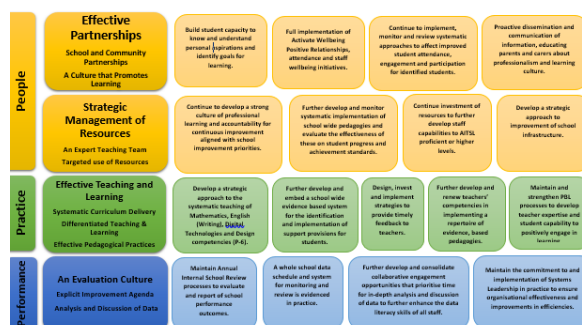 People
Effective
Partnerships
School and Community
Partnerships
A Culture that Promotes
Learning
Build student capacity to
know and understand
personal aspirations and
identify goals for
learning.
Full implementation of
Activate Wellbeing
Positive Relationships,
attendance and staff
wellbeing initiatives.
Continue to implement,
monitor and review systematic
approaches to affect improved
student attendance,
engagement and participation
for identified students.
Proactive dissemination and
communication of
information, educating
parents and carers about
professionalism and learning
culture.
Strategic
Management of
Resources
An Expert Teaching Team
Targeted use of Resources
Continue to develop a strong
culture of professional
learning and accountability for
continuous improvement
aligned with school
improvement priorities.
Further develop and monitor
systematic implementation of
school wide pedagogies and
evaluate the effectiveness of
these on student progress and
achievement standards.
Continue investment of
resources to further
develop staff
capabilities to AITSL
proficient or higher
levels.
Develop a strategic
approach to
improvement of school
infrastructure.
Practice
Effective Teaching and
Learning
Systematic Curriculum Delivery
Differentiated Teaching &
Learning
Effective Pedagogical Practices
Develop a strategic
approach to the
systematic teaching of
Mathematics, English
(Writing),
Technologies and Design
competencies (P-6).
Further develop and
embed a school wide
evidence based system
for the identification
and implementation of
support provisions for
students.
Design, invest
and implement
strategies to
provide timely
feedback to
teachers.
Further develop and
renew teachers'
competencies in
implementing a
repertoire of
evidence, based
pedagogies.
Maintain and
strengthen PBL
processes to develop
teacher expertise and
student capability to
positively engage in
learning
Performance
An Evaluation Culture
Explicit Improvement Agenda
Analysis and Discussion of Data
Maintain Annual
Internal School Review
processes to evaluate
and report of school
performance
outcomes.
A whole school data
schedule and system
for monitoring and
review is evidenced
in practice.
Further develop and consolidate
collaborative engagement
opportunities that prioritise time
for in-depth analysis and discussion
of data to further enhance the data
literacy skills of all staff.
Maintain the commitment to and
implementation of Systems
Leadership in practice to ensure
organisational effectiveness and
improvements in efficiencies.